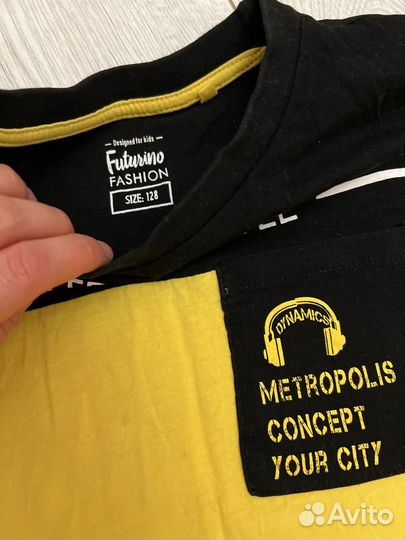 Designed for kids
Futurino
FASHION
SIZE: 128
DYNAMICS
METROPOLIS
CONCEPT
YOUR CITY
Avito